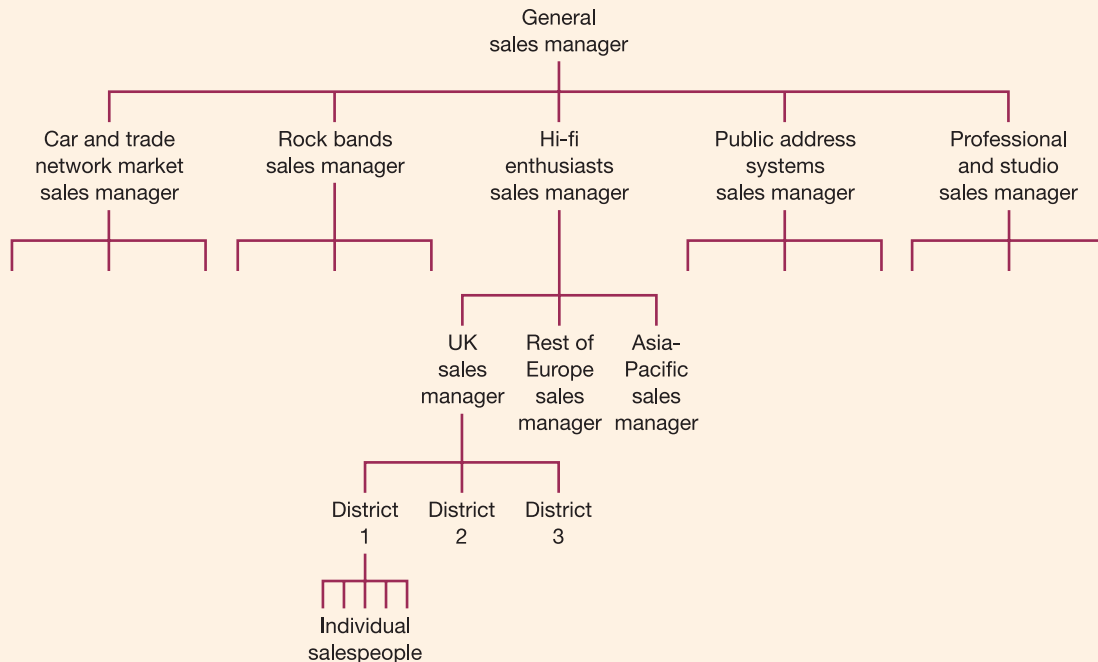 General
sales manager
Car and trade
network market
sales manager
Rock bands
sales manager
Hi-fi
enthusiasts
sales manager
Public address
systems
sales manager
Professional
and studio
sales manager
UK
sales
manager
Rest of
Europe
sales
manager
Asia-
Pacific
sales
manager
District
1
District
2
District
3
Individual
salespeople